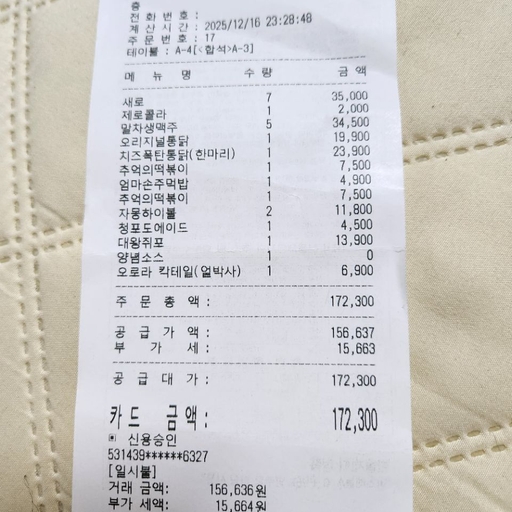 층
전 화 번 호 :
계 산 시 간 : 2025/12/16 23:28:48
주 문 번 호 : 17
테이블 : A-4[<합석>A-3]
메 뉴 명 수 량 금 액
새로 7 35,000
제로콜라 1 2,000
말차생맥주 5 34,500
오리지널통닭 1 19,900
치즈폭탄통닭(한마리) 1 23,900
추억의떡볶이 1 7,500
엄마손주먹밥 1 4,900
추억의떡볶이 1 7,500
자몽하이볼 2 11,800
청포도에이드 1 4,500
대왕쥐포 1 13,900
양념소스 1 0
오로라 칵테일(얼박사) 1 6,900
주 문 총 액 : 172,300
공 급 가 액 : 156,637
부 가 세 : 15,663
공 급 대 가 : 172,300
카드 금액 : 172,300
▣ 신용승인
531439******6327
[일시불]
거래 금액: 156,636원
부가 세액: 15,664원